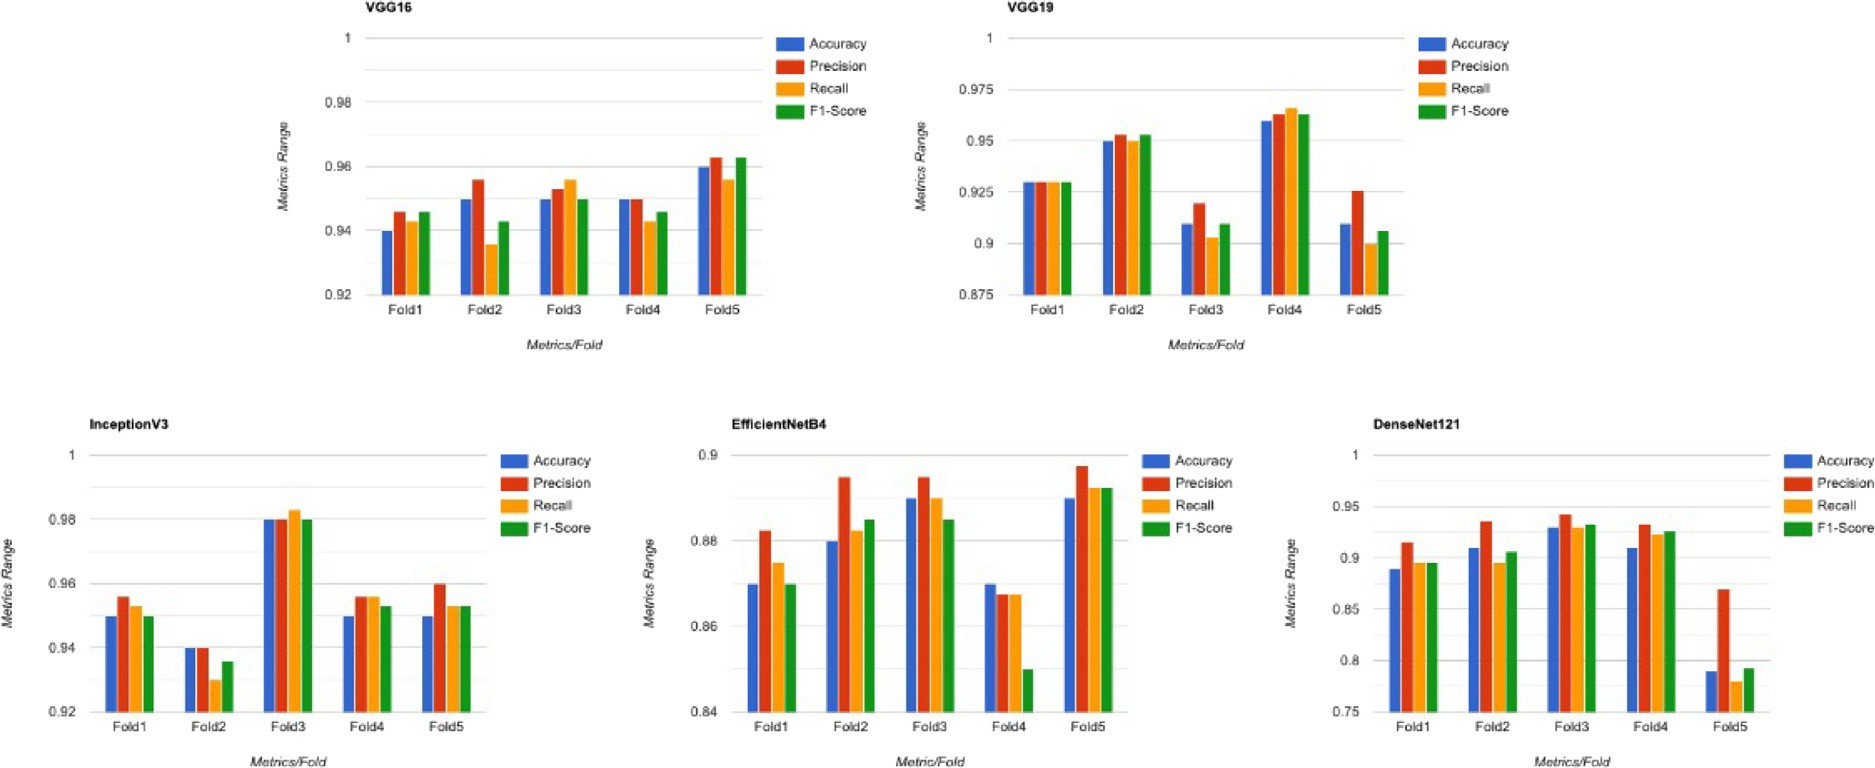 VGG16
1
0.98
0.96
0.94
0.92
Metrics Range
Fold1 Fold2 Fold3 Fold4 Fold5
Metrics/Fold
Accuracy
Precision
Recall
F1-Score
VGG19
1
0.975
0.95
0.925
0.9
0.875
Metrics Range
Fold1 Fold2 Fold3 Fold4 Fold5
Metrics/Fold
Accuracy
Precision
Recall
F1-Score
InceptionV3
1
0.98
0.96
0.94
0.92
Metrics Range
Fold1 Fold2 Fold3 Fold4 Fold5
Metrics/Fold
Accuracy
Precision
Recall
F1-Score
EfficientNetB4
0.9
0.88
0.86
0.84
Metrics Range
Fold1 Fold2 Fold3 Fold4 Fold5
Metric/Fold
Accuracy
Precision
Recall
F1-Score
DenseNet121
1
0.95
0.9
0.85
0.8
0.75
Metrics Range
Fold1 Fold2 Fold3 Fold4 Fold5
Metrics/Fold
Accuracy
Precision
Recall
F1-Score